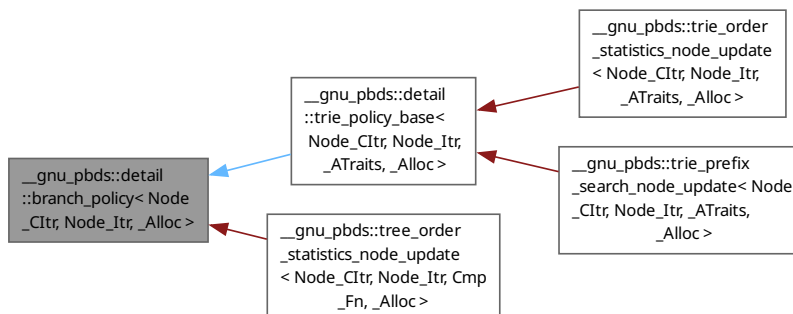 __gnu_pbds::detail
::branch_policy< Node
_CItr, Node_Itr, _Alloc >
__gnu_pbds::detail
::trie_policy_base<
Node_CItr, Node_Itr,
_ATraits, _Alloc >
__gnu_pbds::tree_order
_statistics_node_update
< Node_CItr, Node_Itr, Cmp
_Fn, _Alloc >
__gnu_pbds::trie_order
_statistics_node_update
< Node_CItr, Node_Itr,
_ATraits, _Alloc >
__gnu_pbds::trie_prefix
_search_node_update< Node
_CItr, Node_Itr, _ATraits,
_Alloc >